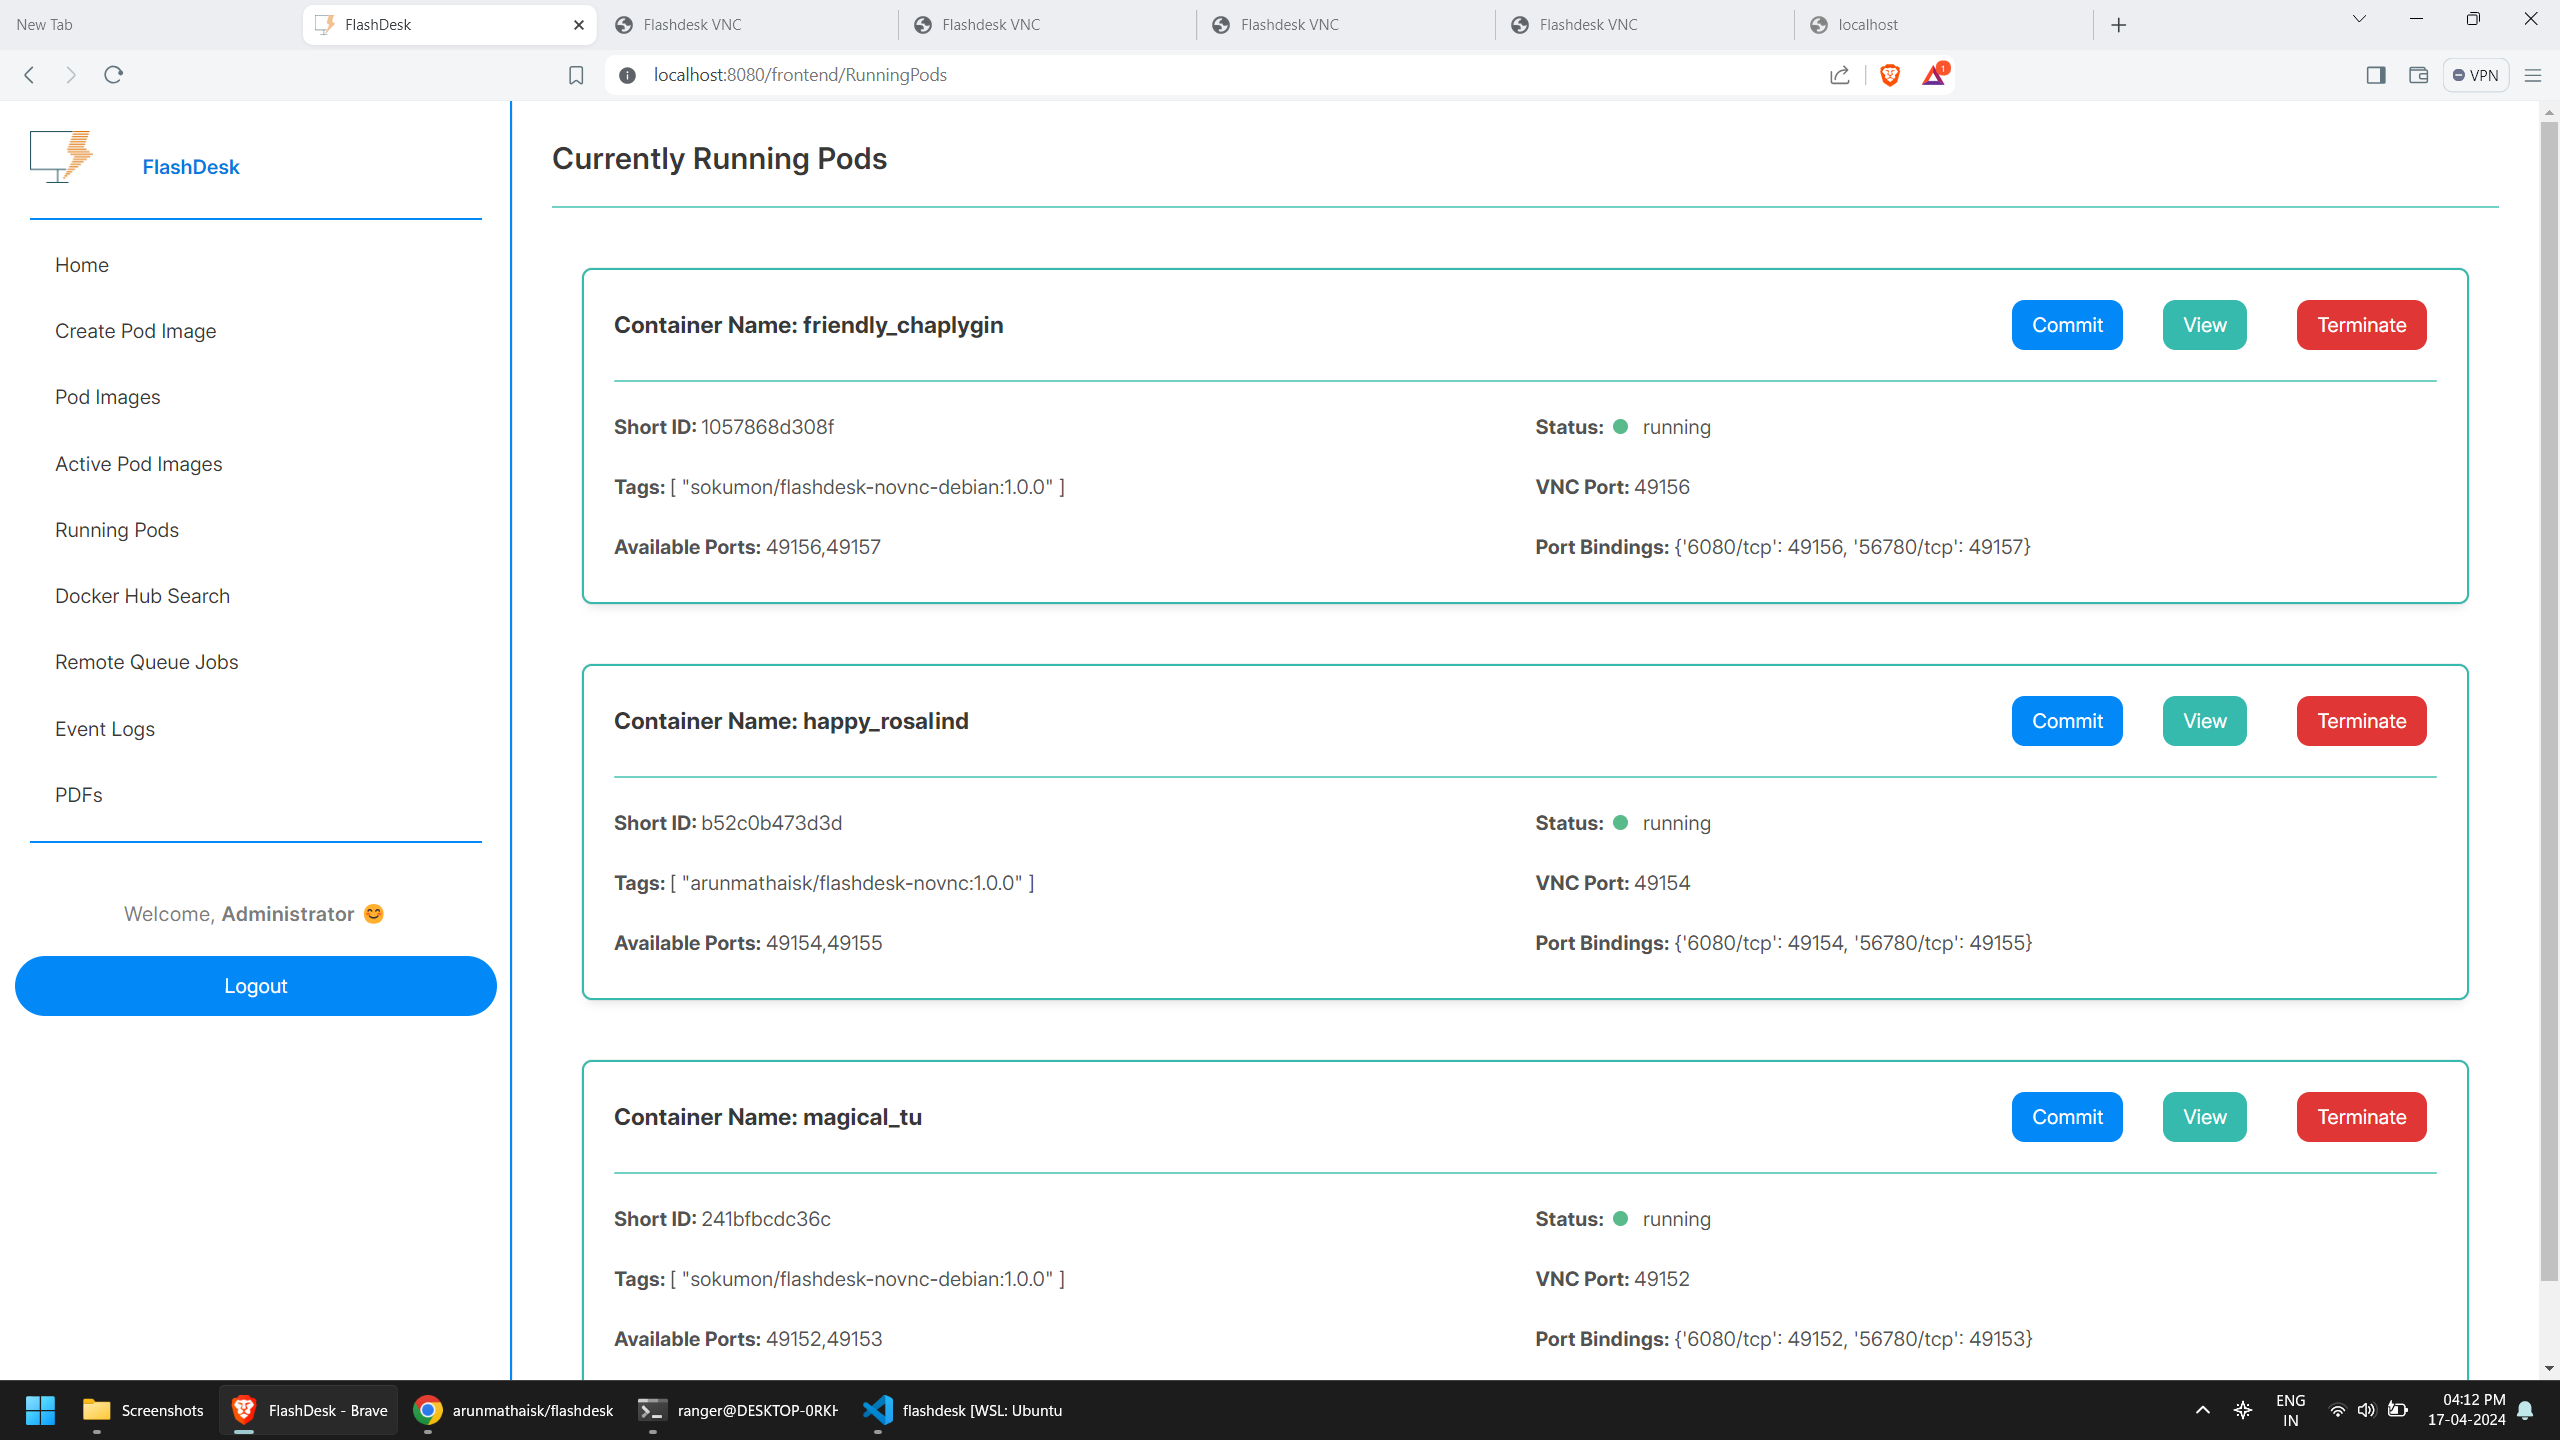 New Tab
FlashDesk
Flashdesk VNC
Flashdesk VNC
Flashdesk VNC
Flashdesk VNC
localhost
localhost:8080/frontend/RunningPods
1
VPN
FlashDesk
Home
Create Pod Image
Pod Images
Active Pod Images
Running Pods
Docker Hub Search
Remote Queue Jobs
Event Logs
PDFs
Welcome, Administrator 😊
Logout
Currently Running Pods
Container Name: friendly_chaplygin
Commit
View
Terminate
Short ID: 1057868d308f
Status: running
Tags: [ "sokumon/flashdesk-novnc-debian:1.0.0" ]
VNC Port: 49156
Available Ports: 49156,49157
Port Bindings: {'6080/tcp': 49156, '56780/tcp': 49157}
Container Name: happy_rosalind
Commit
View
Terminate
Short ID: b52c0b473d3d
Status: running
Tags: [ "arunmathaisk/flashdesk-novnc:1.0.0" ]
VNC Port: 49154
Available Ports: 49154,49155
Port Bindings: {'6080/tcp': 49154, '56780/tcp': 49155}
Container Name: magical_tu
Commit
View
Terminate
Short ID: 241bfbcdc36c
Status: running
Tags: [ "sokumon/flashdesk-novnc-debian:1.0.0" ]
VNC Port: 49152
Available Ports: 49152,49153
Port Bindings: {'6080/tcp': 49152, '56780/tcp': 49153}
Screenshots
FlashDesk - Brave
arunmathaisk/flashdesk
ranger@DESKTOP-0RKH
flashdesk [WSL: Ubuntu
ENG
IN
04:12 PM
17-04-2024